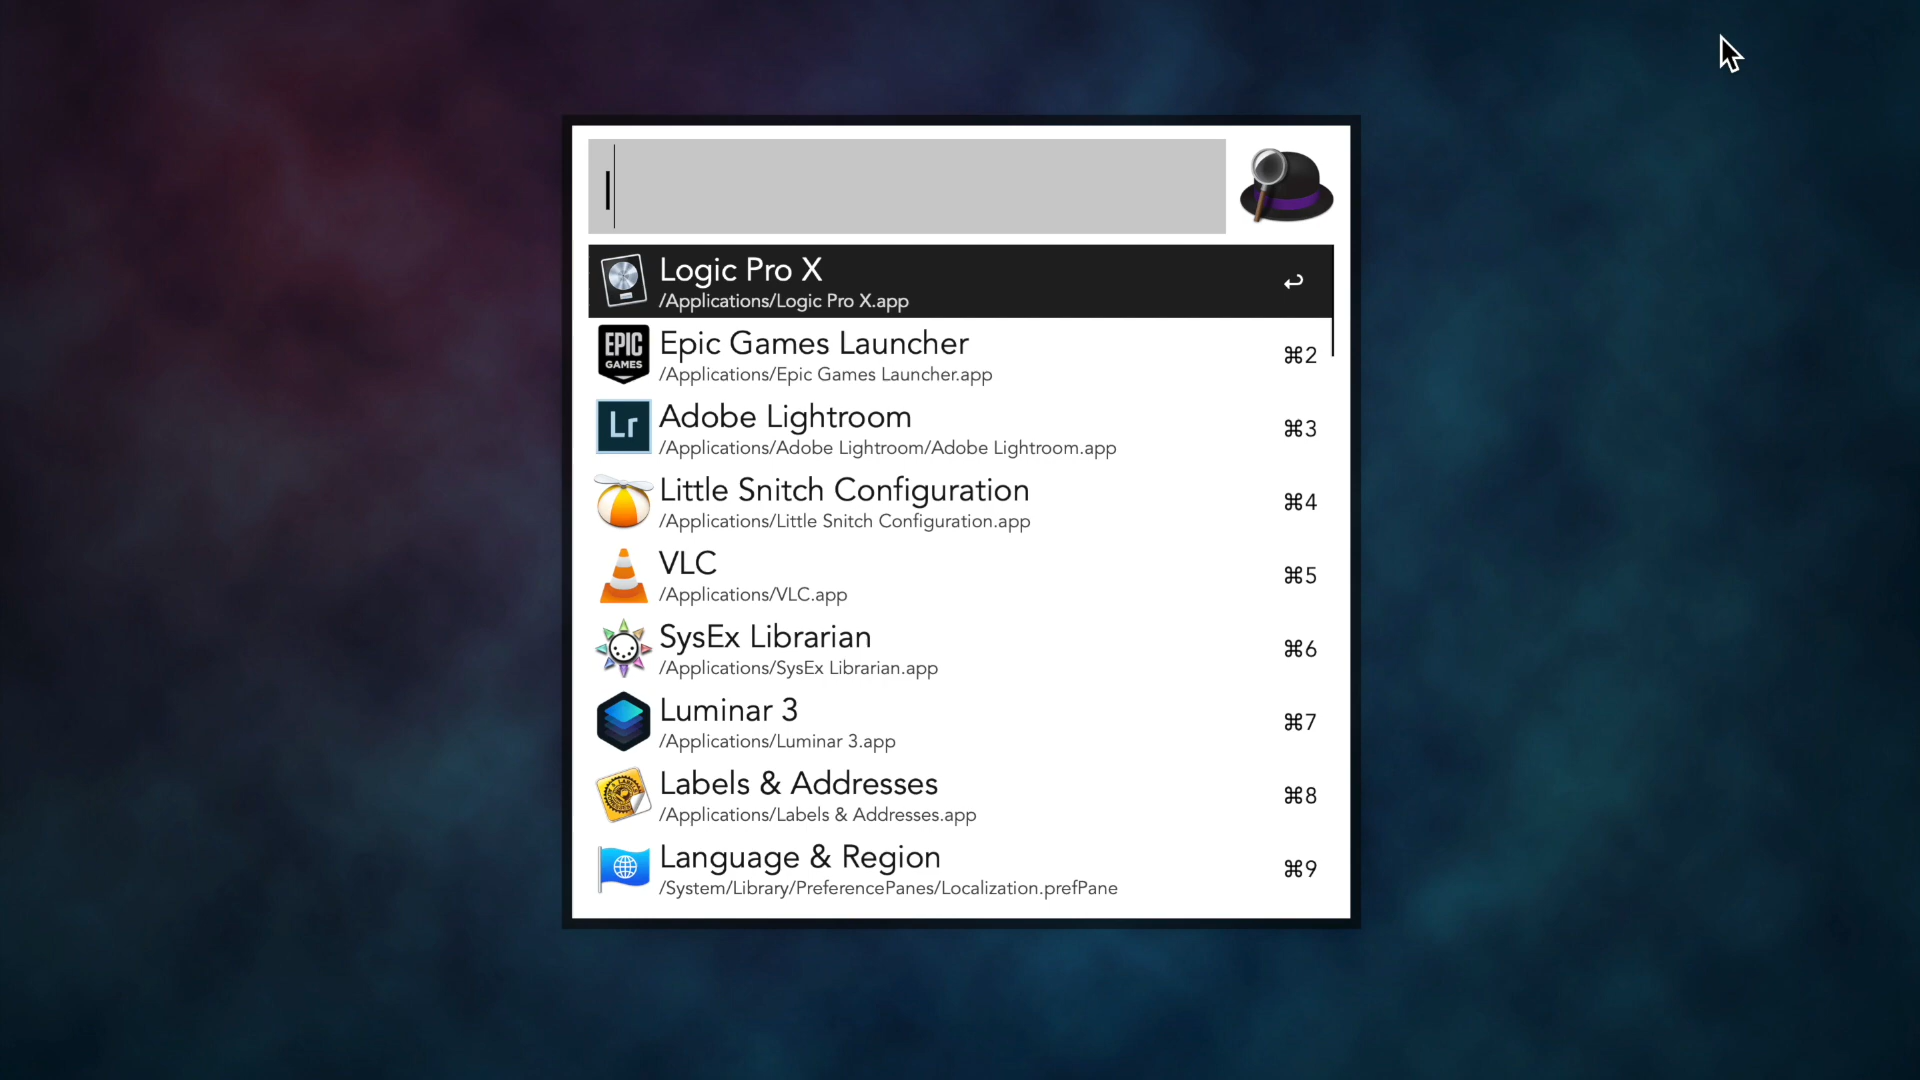 l
Logic Pro X
/Applications/Logic Pro X.app
↩
EPIC
GAMES
Epic Games Launcher
/Applications/Epic Games Launcher.app
⌘2
Lr
Adobe Lightroom
/Applications/Adobe Lightroom/Adobe Lightroom.app
⌘3
Little Snitch Configuration
/Applications/Little Snitch Configuration.app
⌘4
VLC
/Applications/VLC.app
⌘5
SysEx Librarian
/Applications/SysEx Librarian.app
⌘6
Luminar 3
/Applications/Luminar 3.app
⌘7
Labels & Addresses
/Applications/Labels & Addresses.app
⌘8
Language & Region
/System/Library/PreferencePanes/Localization.prefPane
⌘9